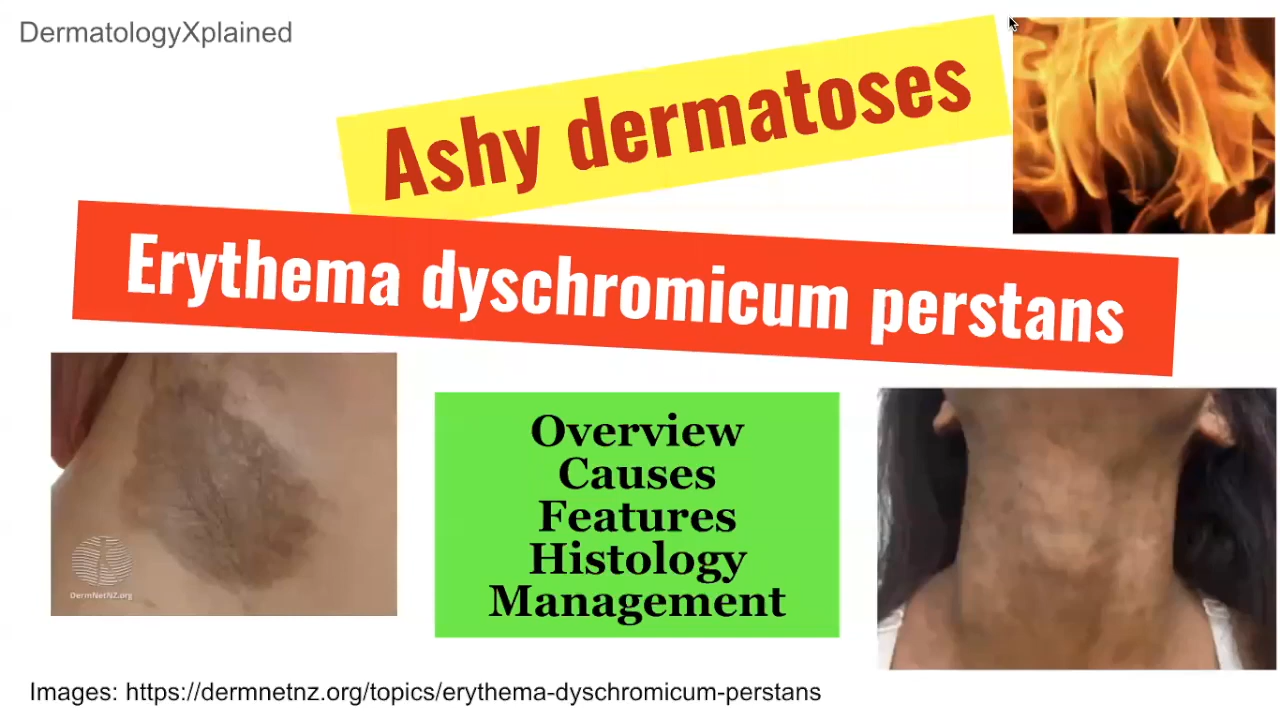 DermatologyXplained
Ashy dermatoses
Erythema dyschromicum perstans
Overview
Causes
Features
Histology
Management
DermNetNZ.org
Images: https://dermnetnz.org/topics/erythema-dyschromicum-perstans